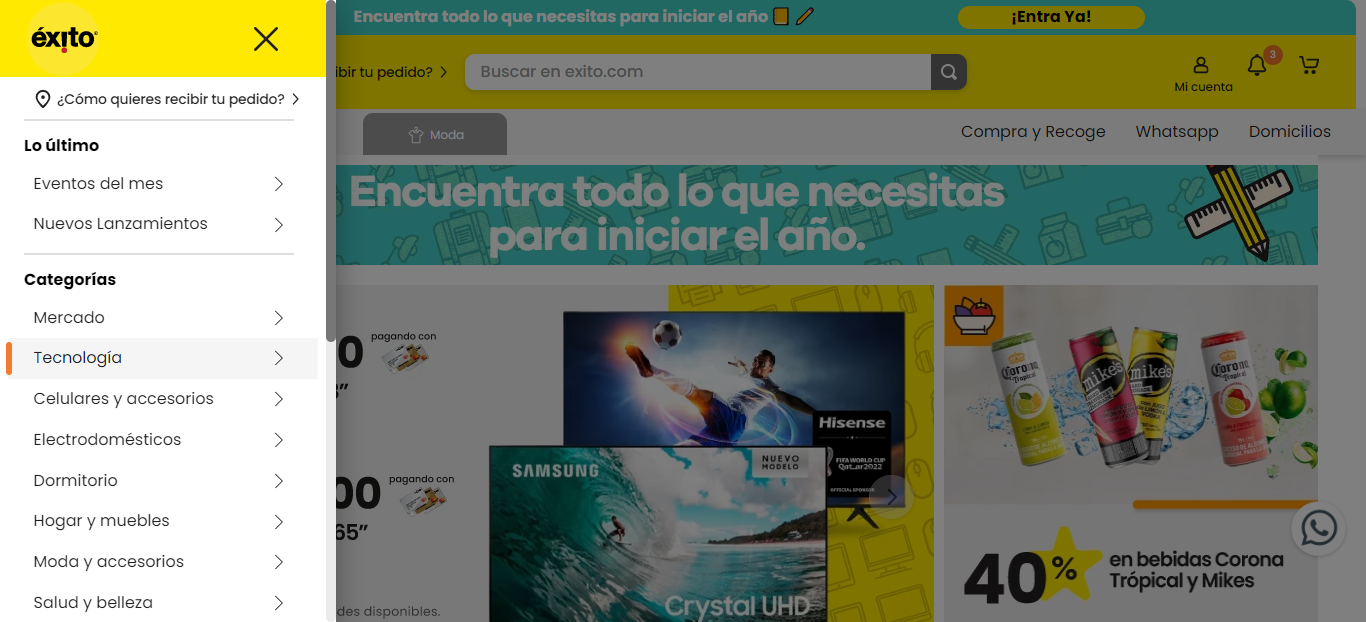 éxito
¿Cómo quieres recibir tu pedido?
Lo último
Eventos del mes
Nuevos Lanzamientos
Categorías
Mercado
Tecnología
Celulares y accesorios
Electrodomésticos
Dormitorio
Hogar y muebles
Moda y accesorios
Salud y belleza
Encuentra todo lo que necesitas para iniciar el año
¡Entra Ya!
ibir tu pedido?
Buscar en exito.com
Mi cuenta
3
Moda
Compra y Recoge
Whatsapp
Domicilios
Encuentra todo lo que necesitas
para iniciar el año.
0
pagando con
00
pagando con
65”
des disponibles.
Hisense
FIFA WORLD CUP
Qatar2022
OFFICIAL SPONSOR
SAMSUNG
NUEVO
MODELO
Crystal UHD
Corona
Tropical
mike's
mike's
Corona
Tropical
40%
en bebidas Corona
Trópical y Mikes